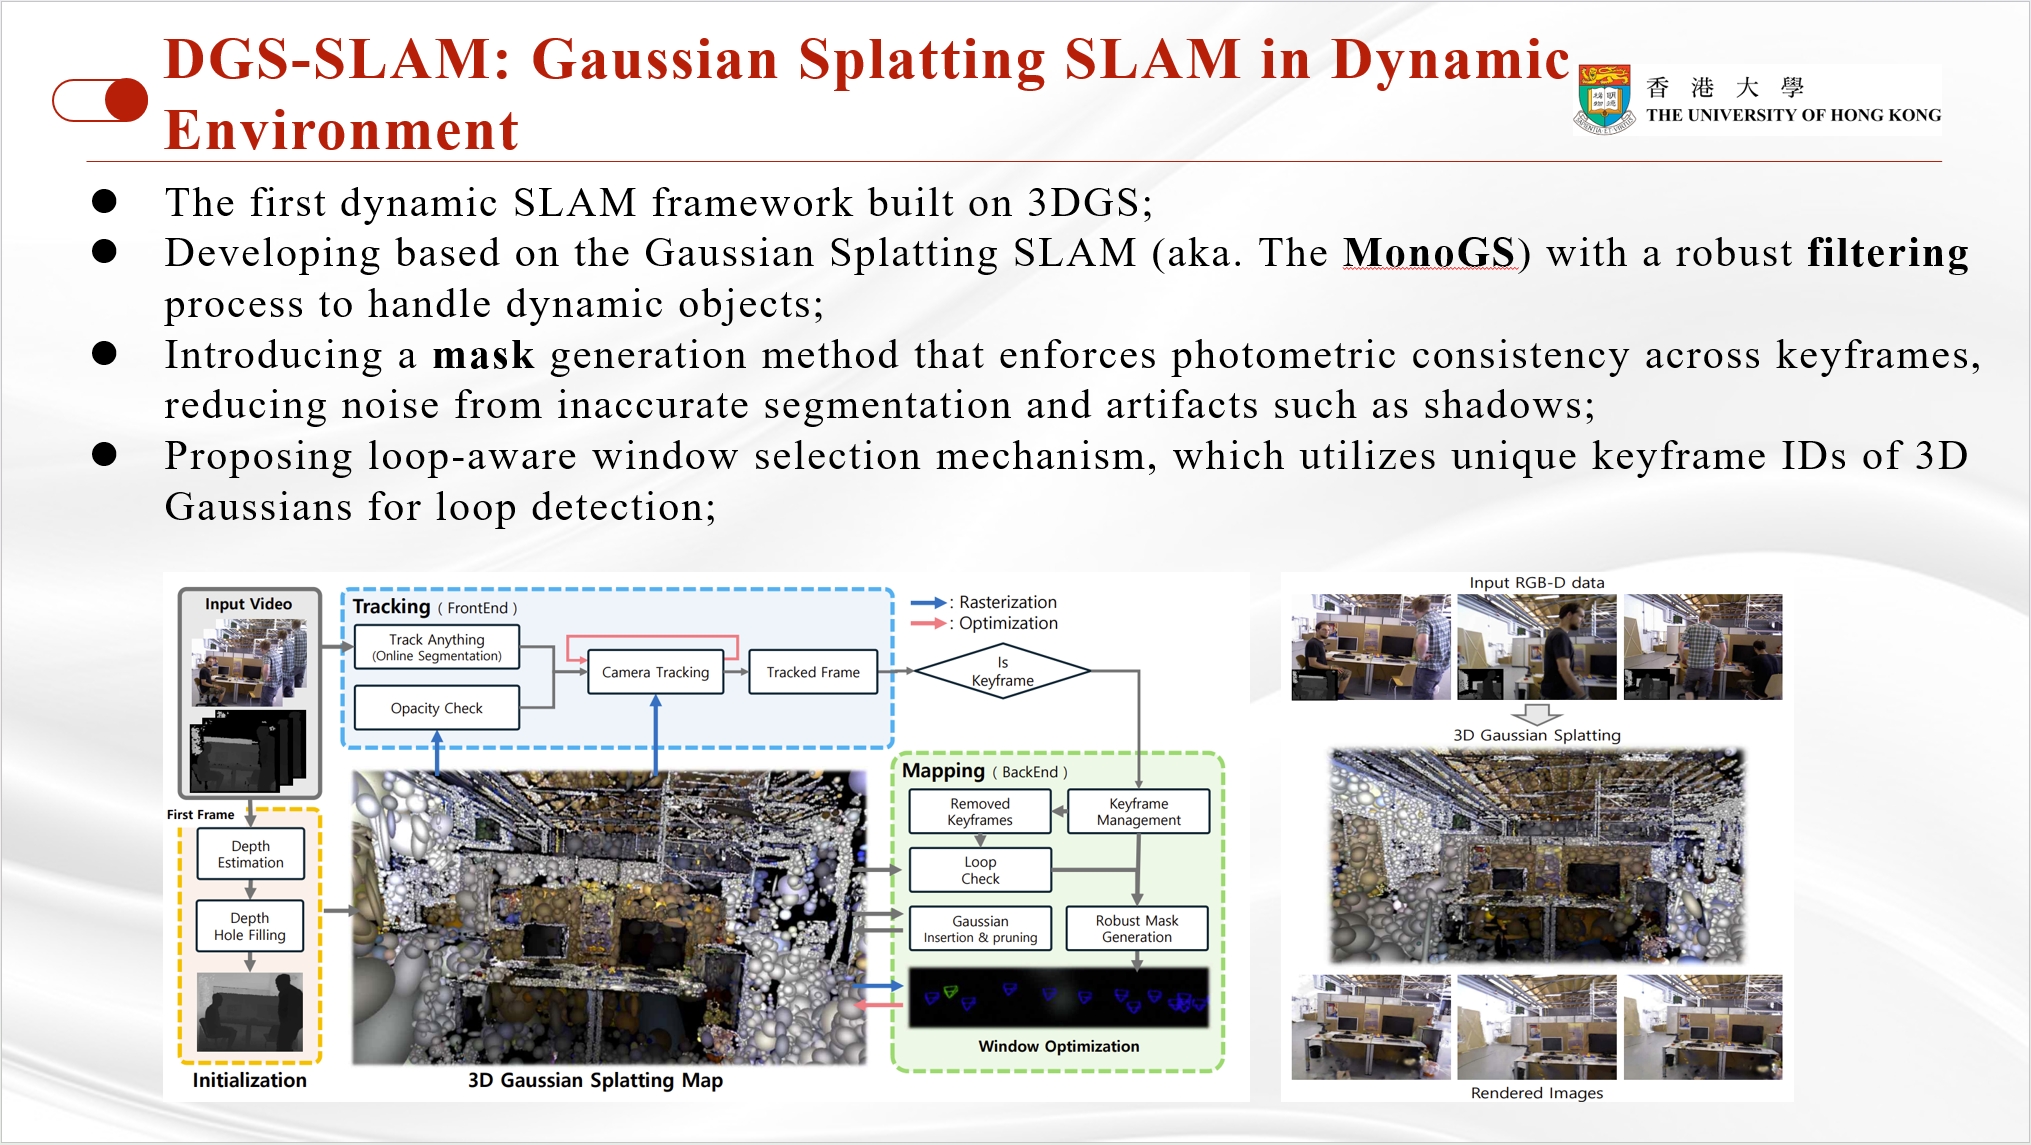 DGS-SLAM: Gaussian Splatting SLAM in Dynamic
Environment
香港大學
THE UNIVERSITY OF HONG KONG
The first dynamic SLAM framework built on 3DGS;
Developing based on the Gaussian Splatting SLAM (aka. The MonoGS) with a robust filtering
process to handle dynamic objects;
Introducing a mask generation method that enforces photometric consistency across keyframes,
reducing noise from inaccurate segmentation and artifacts such as shadows;
Proposing loop-aware window selection mechanism, which utilizes unique keyframe IDs of 3D
Gaussians for loop detection;
Input Video
First Frame
Depth
Estimation
Depth
Hole Filling
Initialization
Tracking ( FrontEnd )
Track Anything
(Online Segmentation)
Opacity Check
Camera Tracking
Tracked Frame
: Rasterization
: Optimization
Is
Keyframe
3D Gaussian Splatting Map
Mapping ( BackEnd )
Removed
Keyframes
Keyframe
Management
Loop
Check
Gaussian
Insertion & pruning
Robust Mask
Generation
Window Optimization
Input RGB-D data
3D Gaussian Splatting
Rendered Images